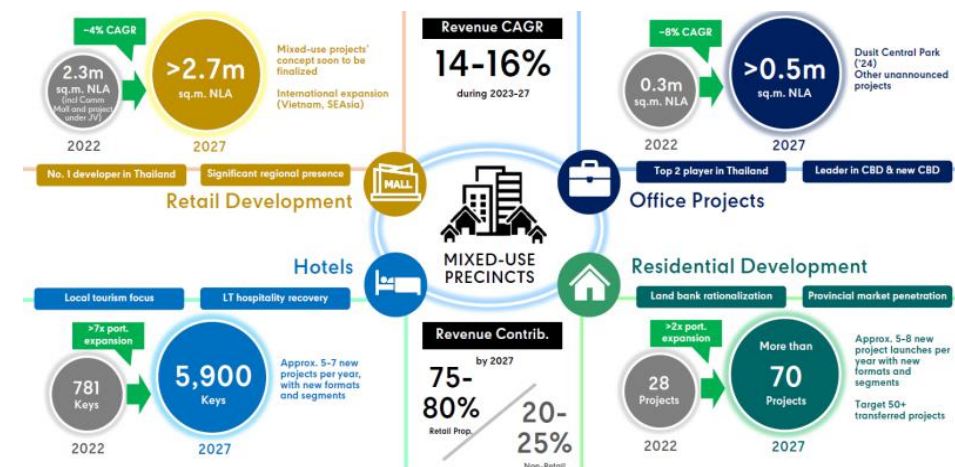 ~4% CAGR
2.3m
sq.m. NLA
(incl Comm
Mall and project
under JV)
2022
>2.7m
sq.m. NLA
2027
Mixed-use projects'
concept soon to be
finalized
International expansion
(Vietnam, SEAsia)
No. 1 developer in Thailand
Significant regional presence
Retail Development
MALL
Revenue CAGR
14-16%
during 2023-27
~8% CAGR
0.3m
sq.m. NLA
2022
>0.5m
sq.m. NLA
2027
Dusit Central Park
('24)
Other unannounced
projects
Top 2 player in Thailand
Leader in CBD & new CBD
Office Projects
MIXED-USE
PRECINCTS
Hotels
Local tourism focus
LT hospitality recovery
>7x port.
expansion
781
Keys
2022
5,900
Keys
2027
Approx. 5-7 new
projects per year,
with new formats
and segments
Revenue Contrib.
by 2027
75-
80%
Retail Prop.
20-
25%
Non-Retail
Residential Development
Land bank rationalization
Provincial market penetration
>2x port.
expansion
28
Projects
2022
More than
70
Projects
2027
Approx. 5-8 new
project launches per
year with new
formats and
segments
Target 50+
transferred projects